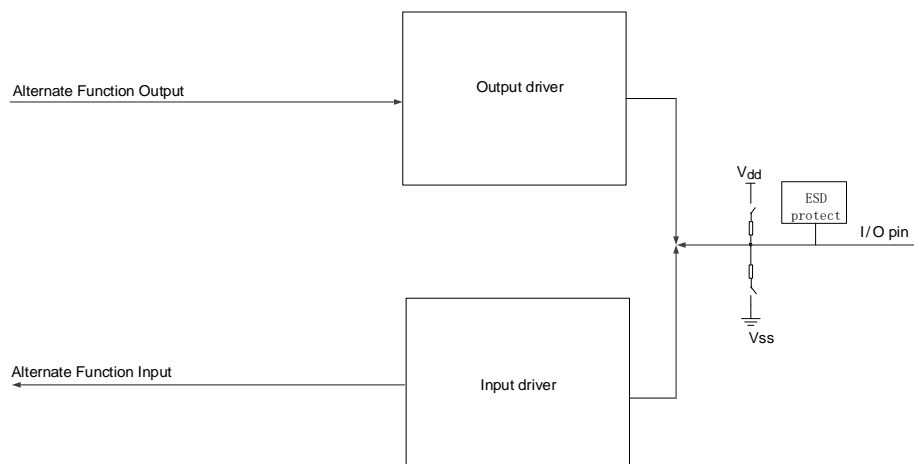 Alternate Function Output
Output driver
Vdd
ESD
protect
I/O pin
Vss
Alternate Function Input
Input driver